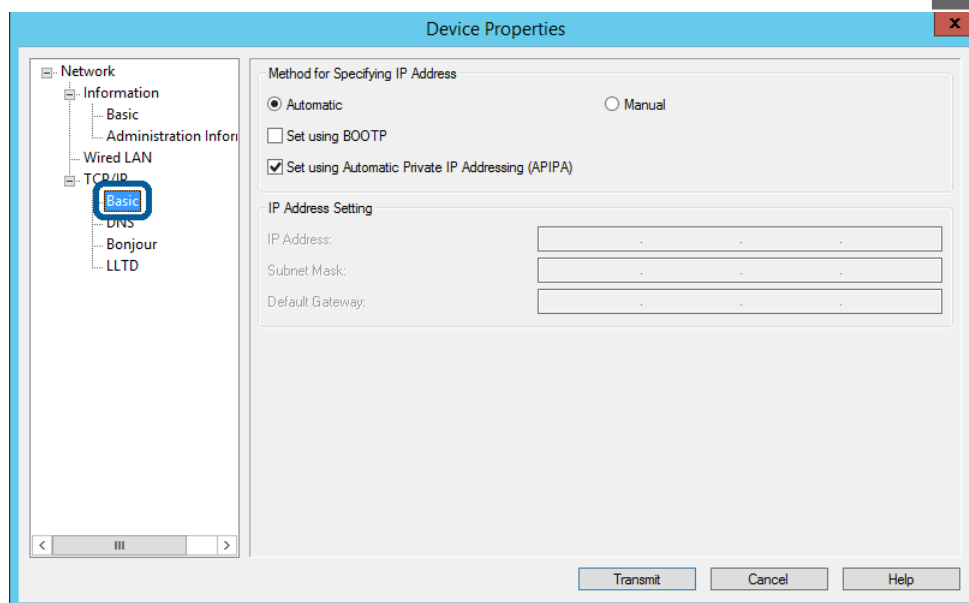 Device Properties
x
Network
Information
Basic
Administration Infor
Wired LAN
TCP/IP
Basic
DNS
Bonjour
LLTD
Method for Specifying IP Address
Automatic
Manual
Set using BOOTP
Set using Automatic Private IP Addressing (APIPA)
IP Address Setting
IP Address:
Subnet Mask:
Default Gateway:
Transmit
Cancel
Help